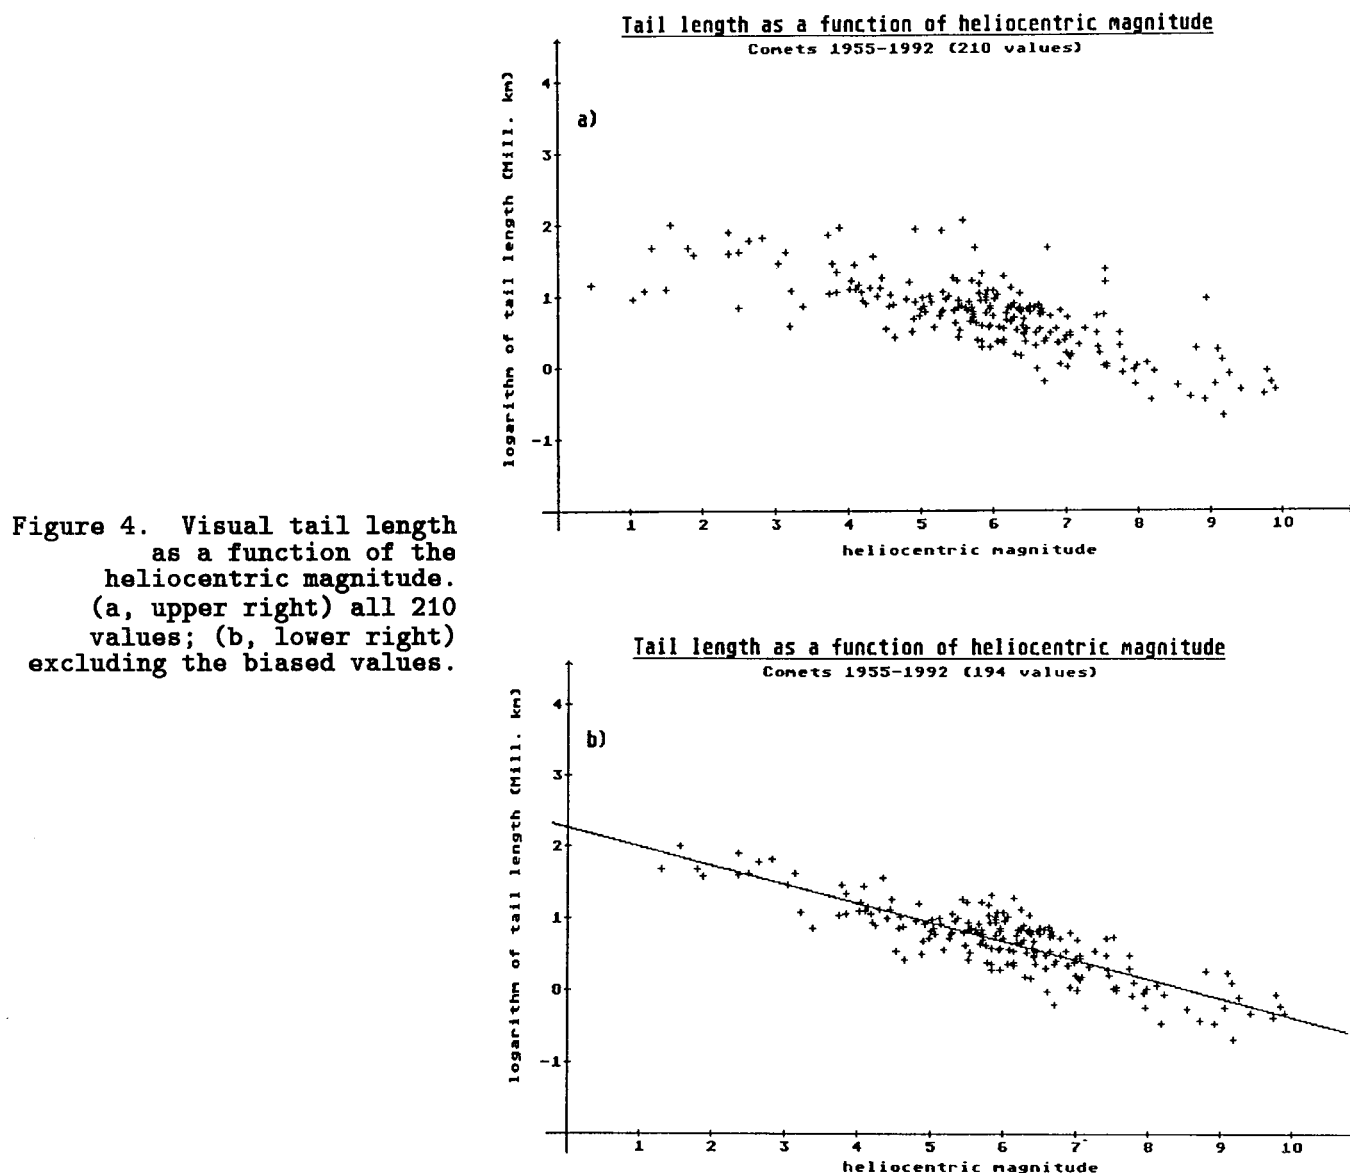 Tail length as a function of heliocentric magnitude
Comets 1955-1992 (210 values)
logarithm of tail length (Mill. km)
a)
4
3
2
1
0
-1
1 2 3 4 5 6 7 8 9 10
heliocentric magnitude
Figure 4. Visual tail length
as a function of the
heliocentric magnitude.
(a, upper right) all 210
values; (b, lower right)
excluding the biased values.
Tail length as a function of heliocentric magnitude
Comets 1955-1992 (194 values)
logarithm of tail length (Mill. km)
b)
4
3
2
1
0
-1
1 2 3 4 5 6 7 8 9 10
heliocentric magnitude